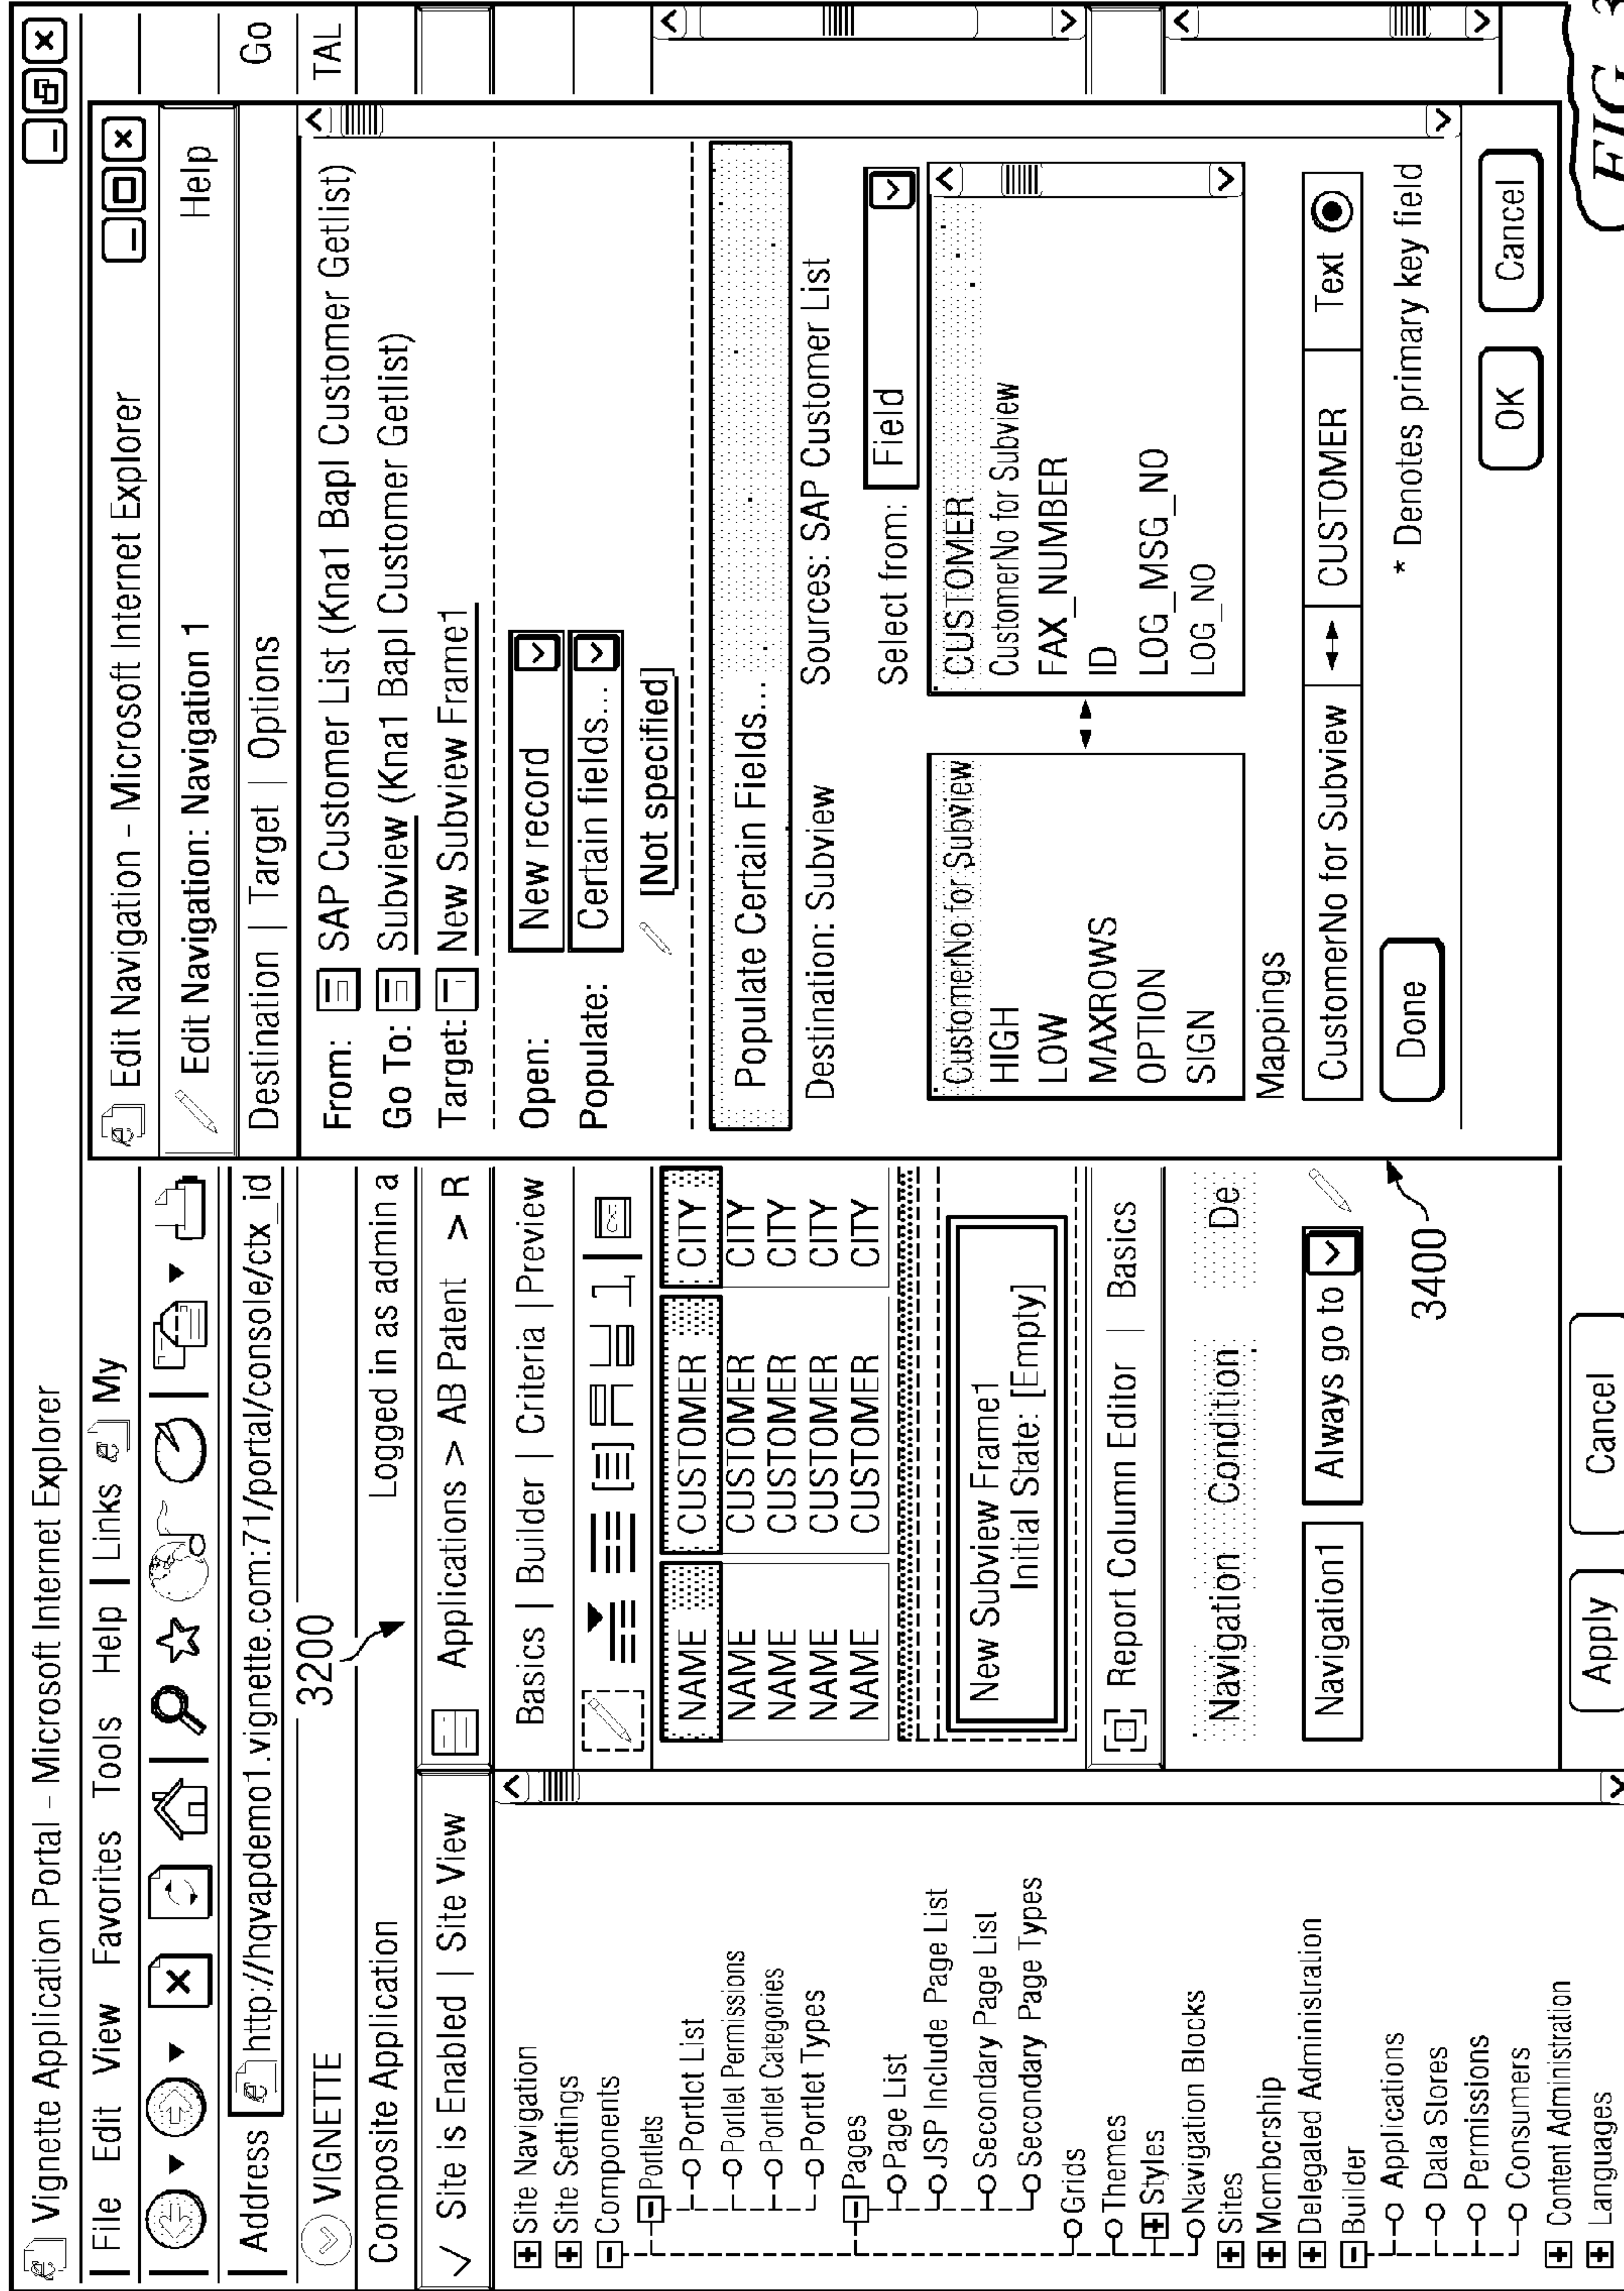 Vignette Application Portal – Microsoft Internet Explorer
File Edit View Favorites Tools Help | Links My
Address http://hqvapdemo1.vignette.com:71/portal/console/ctx_id
Go
3200
VIGNETTE
TAL
Composite Application
Logged in as admin a
✓ Site is Enabled | Site View
Site Navigation
Site Settings
Components
Portlets
Portlct List
Portlel Permissions
Portlet Categories
Portlet Types
Pages
Page List
JSP Include Page List
Secondary Page List
Secondary Page Types
Grids
Themes
Styles
Navigation Blocks
Sites
Mcmbcrship
Delegaled Administration
Builder
Applications
Dala Stores
Permissions
Consumers
Content Administration
Languages
Applications > AB Patent > R
Basics | Builder | Criteria | Preview
NAME CUSTOMER CITY
NAME CUSTOMER CITY
NAME CUSTOMER CITY
NAME CUSTOMER CITY
NAME CUSTOMER CITY
New Subview Frame1
Initial State: [Empty]
Report Column Editor | Basics
Navigation Condition De
Navigation1 Always go to
3400
Apply Cancel
Edit Navigation – Microsoft Internet Explorer
Edit Navigation: Navigation 1 Help
Destination | Target | Options
From: SAP Customer List (Kna1 Bapl Customer Getlist)
Go To: Subview (Kna1 Bapl Customer Getlist)
Target: New Subview Frame1
Open: New record
Populate: Certain fields...
[Not specified]
Populate Certain Fields...
Destination: Subview Sources: SAP Customer List
Select from: Field
CustomerNo for Subview
HIGH
LOW
MAXROWS
OPTION
SIGN
CUSTOMER
CustomerNo for Subview
FAX_NUMBER
ID
LOG_MSG_NO
LOG_NO
Mappings
CustomerNo for Subview CUSTOMER Text
Done
* Denotes primary key field
OK Cancel
FIG.